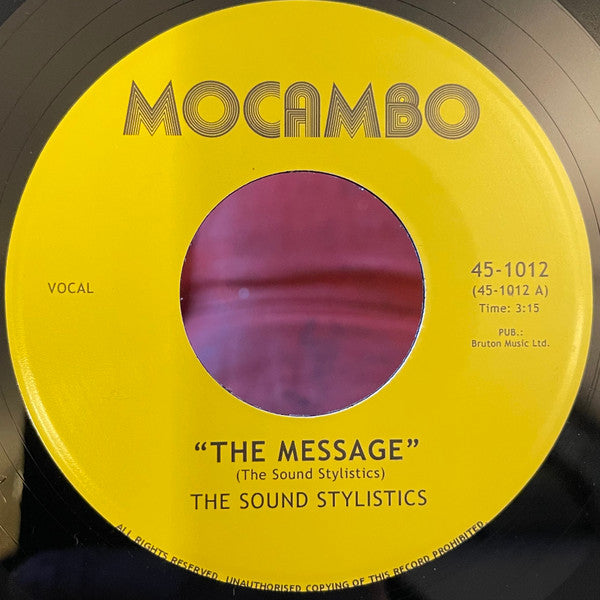 MOCAMBO
VOCAL
45-1012
(45-1012 A)
Time: 3:15
PUB.:
Bruton Music Ltd.
“THE MESSAGE”
(The Sound Stylistics)
THE SOUND STYLISTICS
ALL RIGHTS RESERVED. UNAUTHORISED COPYING OF THIS RECORD PROHIBITED.